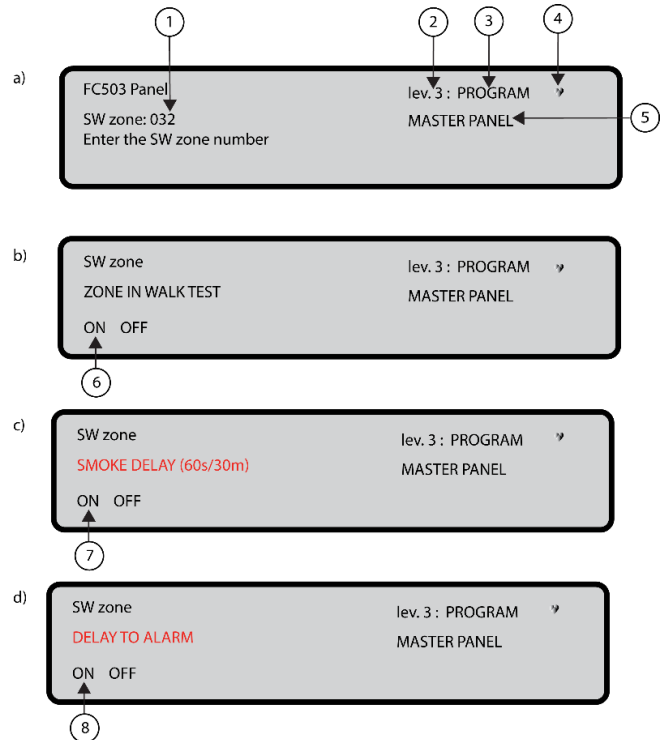 1
2
3
4
a)
FC503 Panel
lev. 3 : PROGRAM
SW zone: 032
MASTER PANEL
5
Enter the SW zone number
b)
SW zone
lev. 3 : PROGRAM
ZONE IN WALK TEST
MASTER PANEL
ON OFF
6
c)
SW zone
lev. 3 : PROGRAM
SMOKE DELAY (60s/30m)
MASTER PANEL
ON OFF
7
d)
SW zone
lev. 3 : PROGRAM
DELAY TO ALARM
MASTER PANEL
ON OFF
8